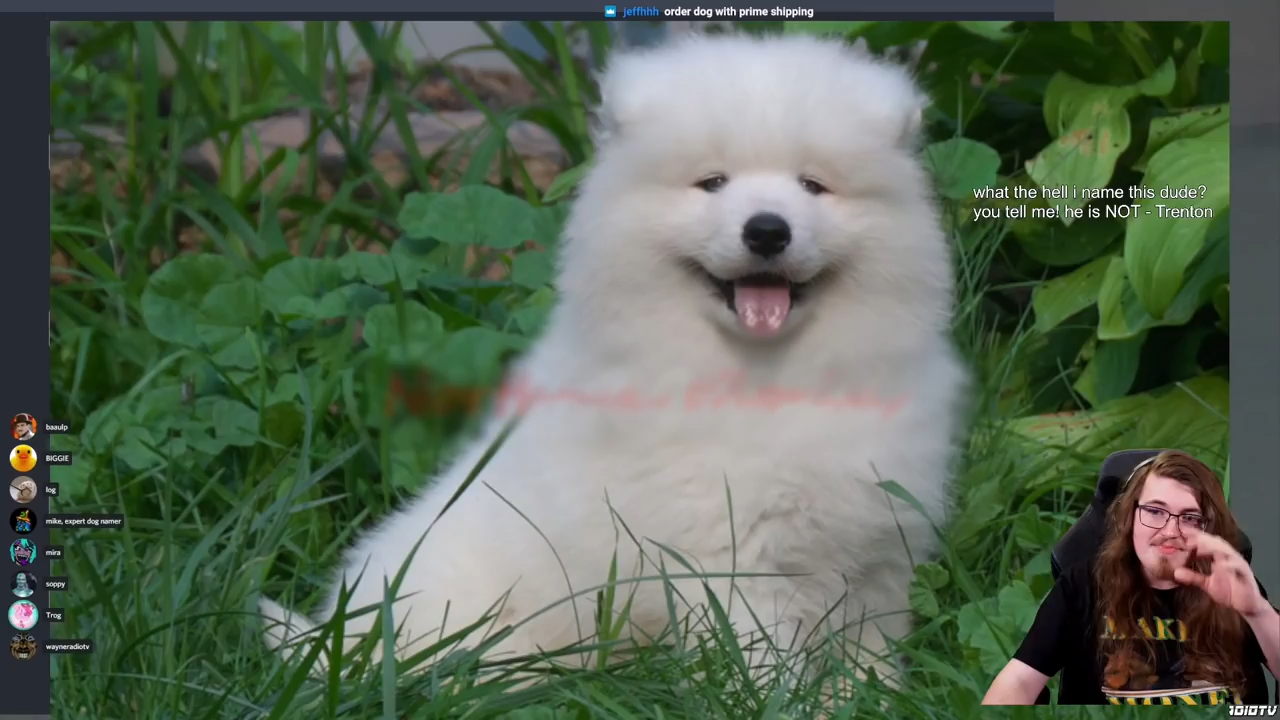 jeffhhh order dog with prime shipping
what the hell i name this dude?
you tell me! he is NOT - Trenton
baaulp
BIGGIE
log
mike, expert dog namer
mira
soppy
Trog
wayneradiotv